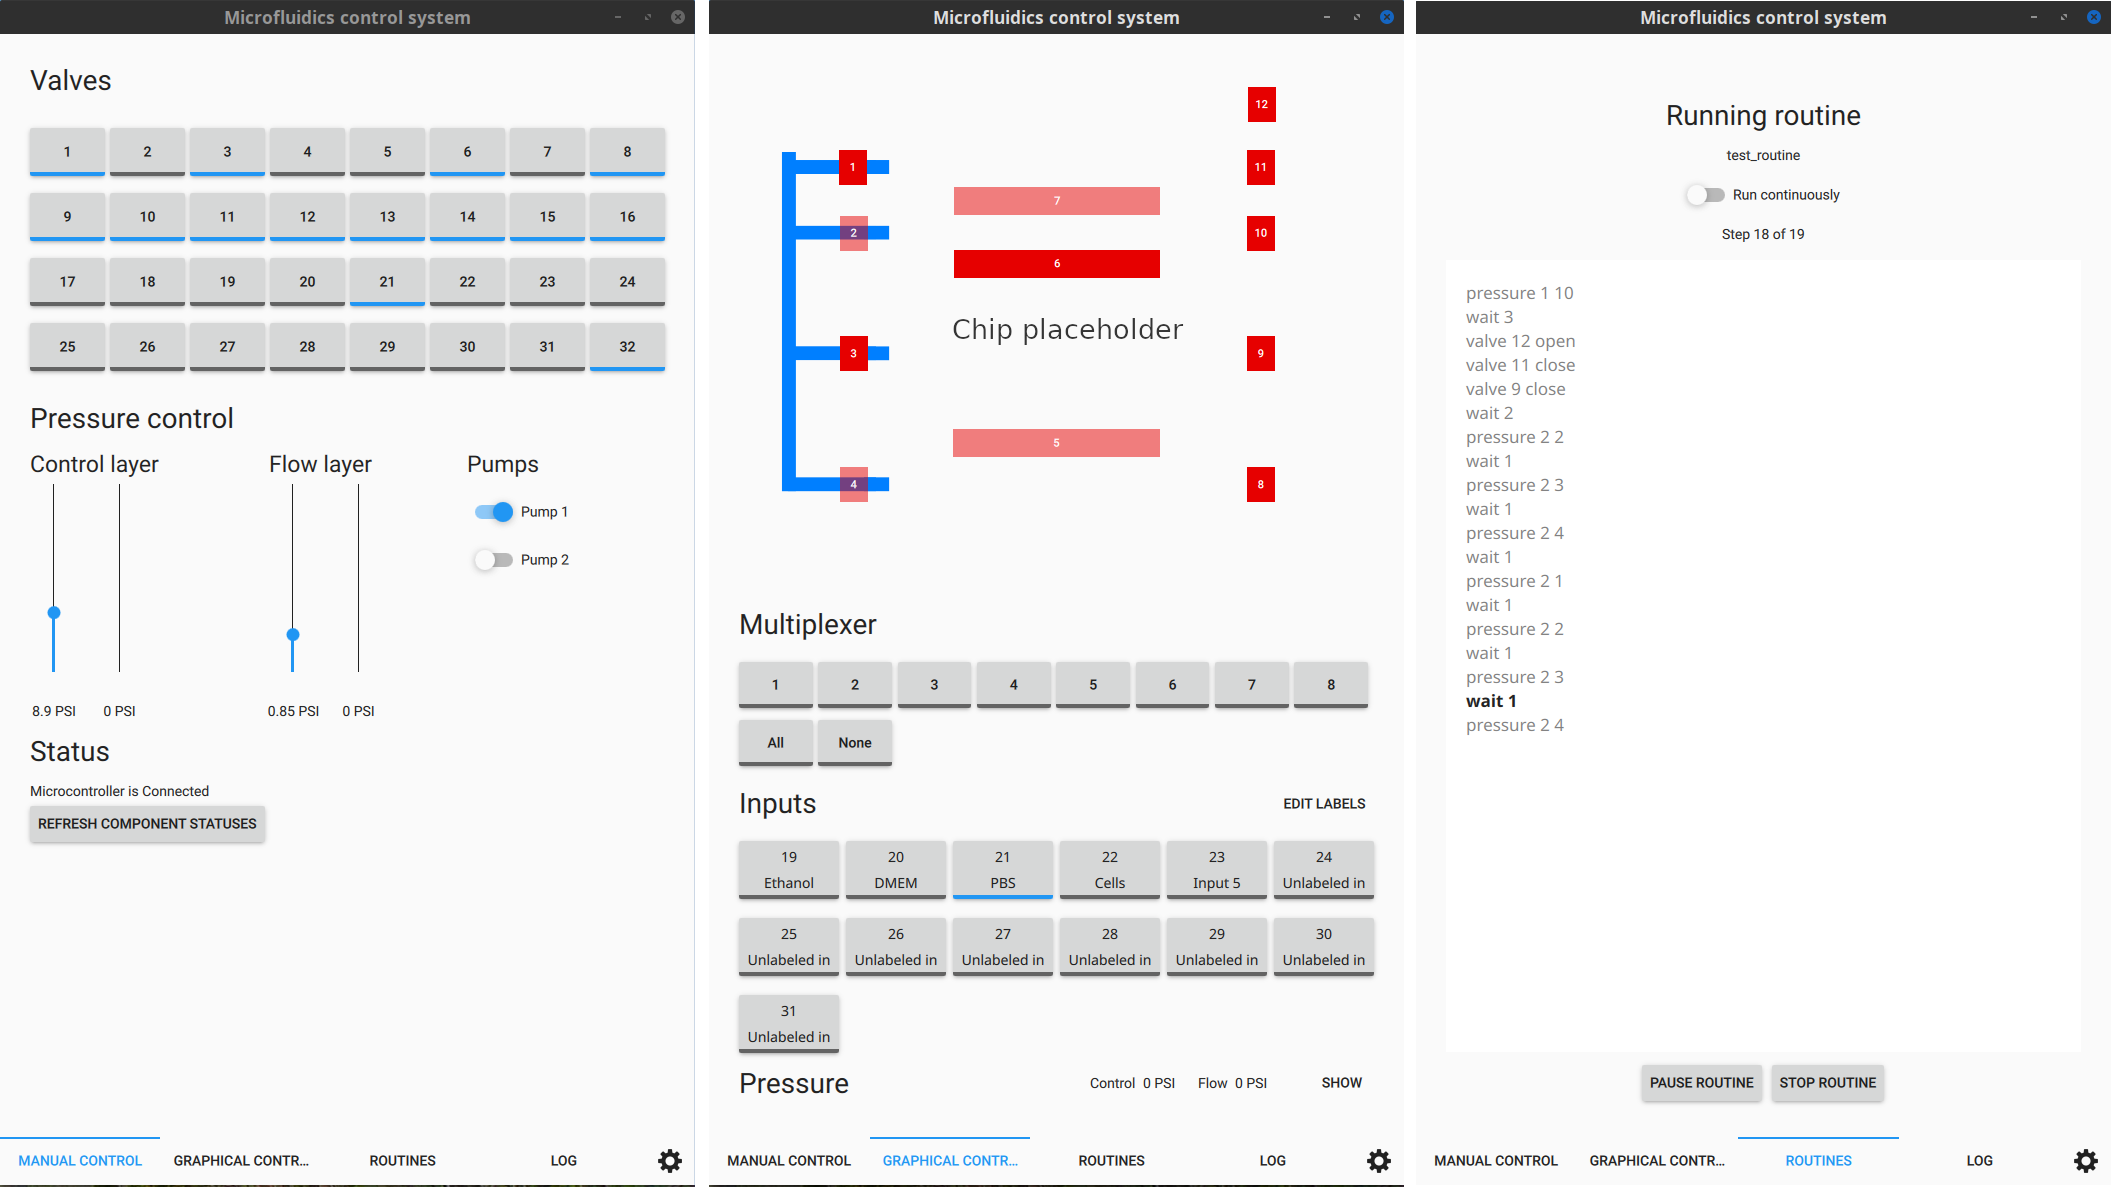 Microfluidics control system
Valves
1 2 3 4 5 6 7 8
9 10 11 12 13 14 15 16
17 18 19 20 21 22 23 24
25 26 27 28 29 30 31 32
Pressure control
Control layer Flow layer Pumps
Pump 1
Pump 2
8.9 PSI 0 PSI 0.85 PSI 0 PSI
Status
Microcontroller is Connected
REFRESH COMPONENT STATUSES
MANUAL CONTROL GRAPHICAL CONTR... ROUTINES LOG
Microfluidics control system
12
1 11
7
2 10
6
Chip placeholder
3 9
5
4 8
Multiplexer
1 2 3 4 5 6 7 8
All None
Inputs EDIT LABELS
19 20 21 22 23 24
Ethanol DMEM PBS Cells Input 5 Unlabeled in
25 26 27 28 29 30
Unlabeled in Unlabeled in Unlabeled in Unlabeled in Unlabeled in Unlabeled in
31
Unlabeled in
Pressure Control 0 PSI Flow 0 PSI SHOW
MANUAL CONTROL GRAPHICAL CONTR... ROUTINES LOG
Microfluidics control system
Running routine
test_routine
Run continuously
Step 18 of 19
pressure 1 10
wait 3
valve 12 open
valve 11 close
valve 9 close
wait 2
pressure 2 2
wait 1
pressure 2 3
wait 1
pressure 2 4
wait 1
pressure 2 1
wait 1
pressure 2 2
wait 1
pressure 2 3
wait 1
pressure 2 4
PAUSE ROUTINE STOP ROUTINE
MANUAL CONTROL GRAPHICAL CONTR... ROUTINES LOG